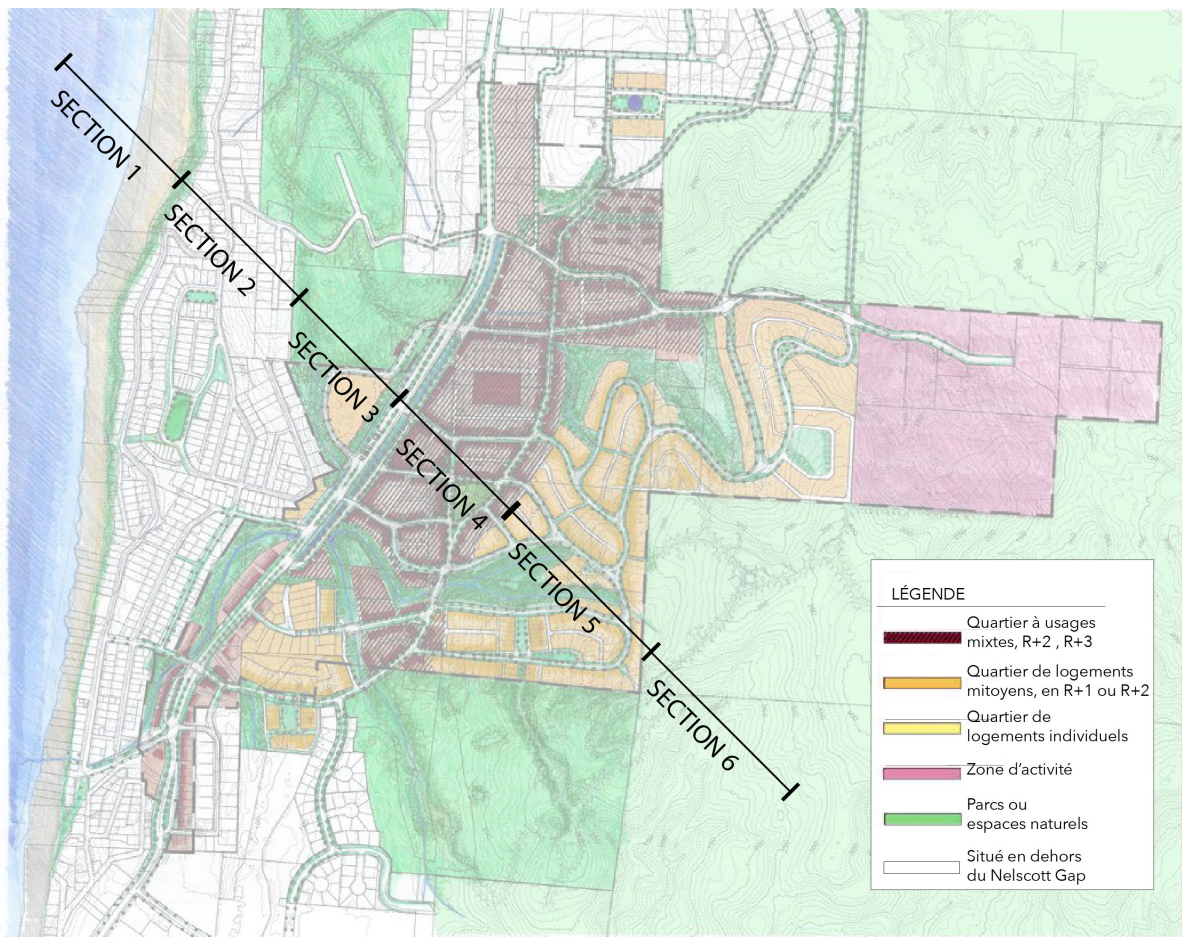 SECTION 1
SECTION 2
SECTION 3
SECTION 4
SECTION 5
SECTION 6
LÉGENDE
Quartier à usages
mixtes, R+2 , R+3
Quartier de logements
mitoyens, en R+1 ou R+2
Quartier de
logements individuels
Zone d'activité
Parcs ou
espaces naturels
Situé en dehors
du Nelscott Gap